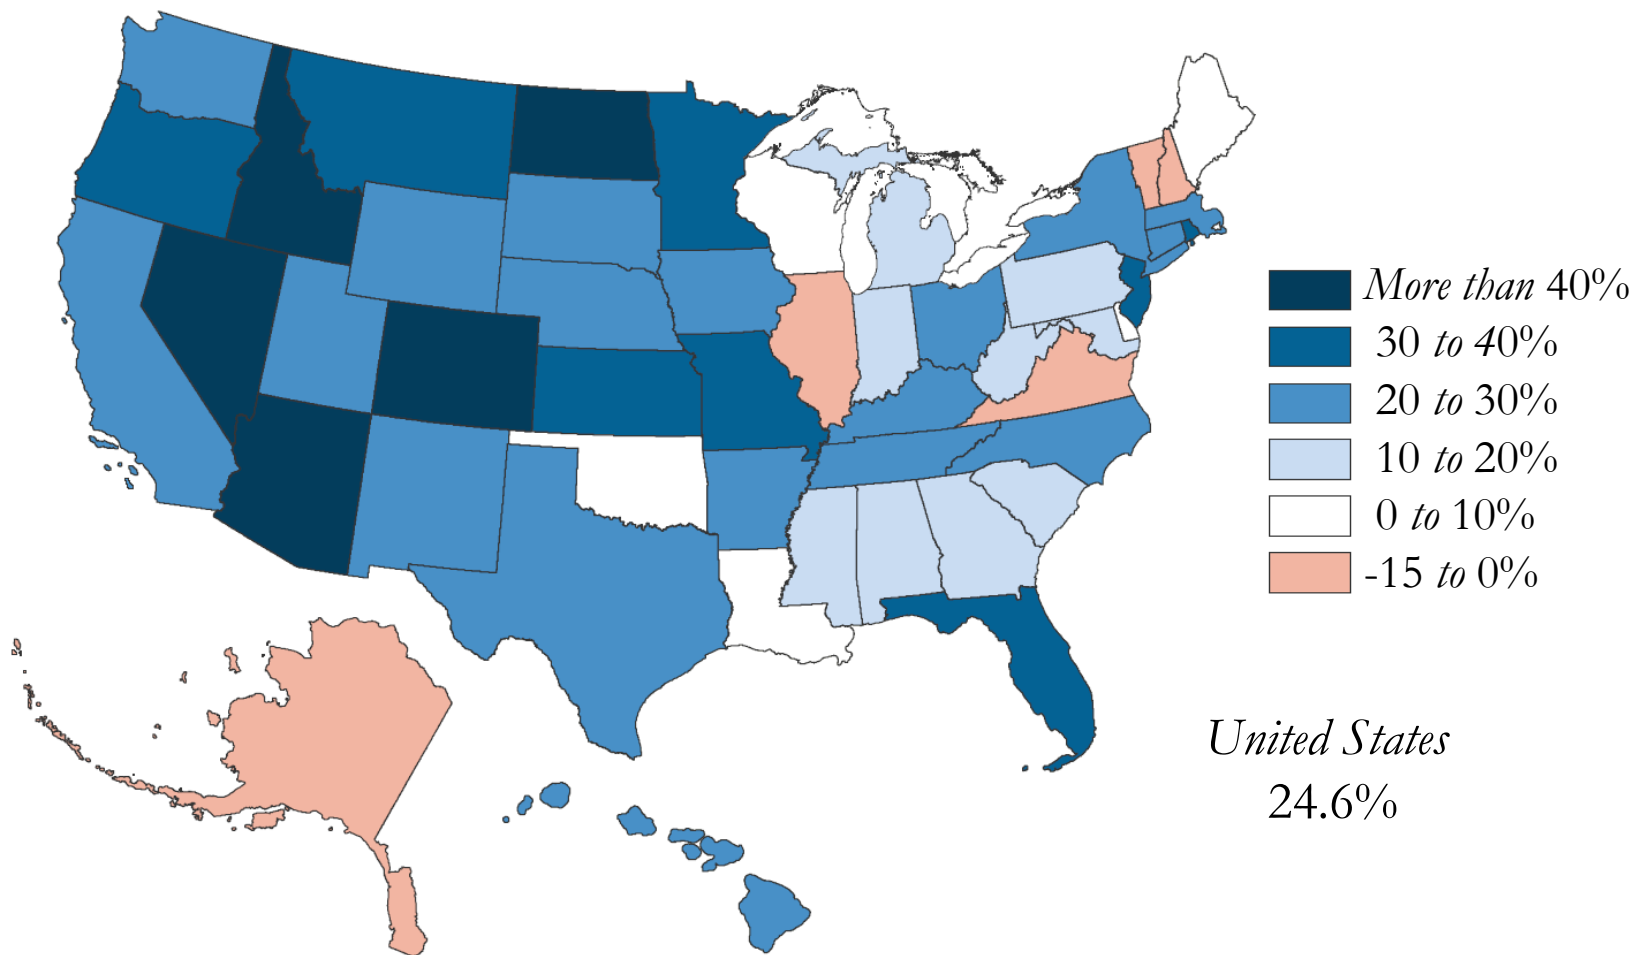 More than 40%
30 to 40%
20 to 30%
10 to 20%
0 to 10%
-15 to 0%
United States
24.6%